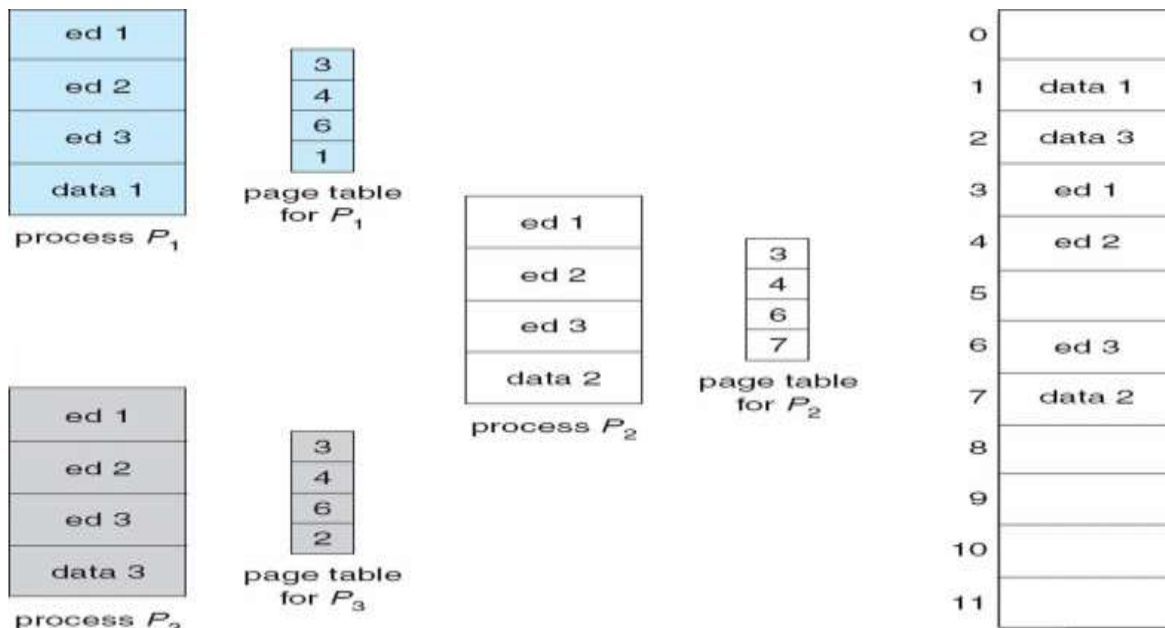 ed 1
ed 2
ed 3
data 1
process P1
3
4
6
1
page table
for P1
ed 1
ed 2
ed 3
data 2
process P2
3
4
6
7
page table
for P2
ed 1
ed 2
ed 3
data 3
process P3
3
4
6
2
page table
for P3
0
1 data 1
2 data 3
3 ed 1
4 ed 2
5
6 ed 3
7 data 2
8
9
10
11